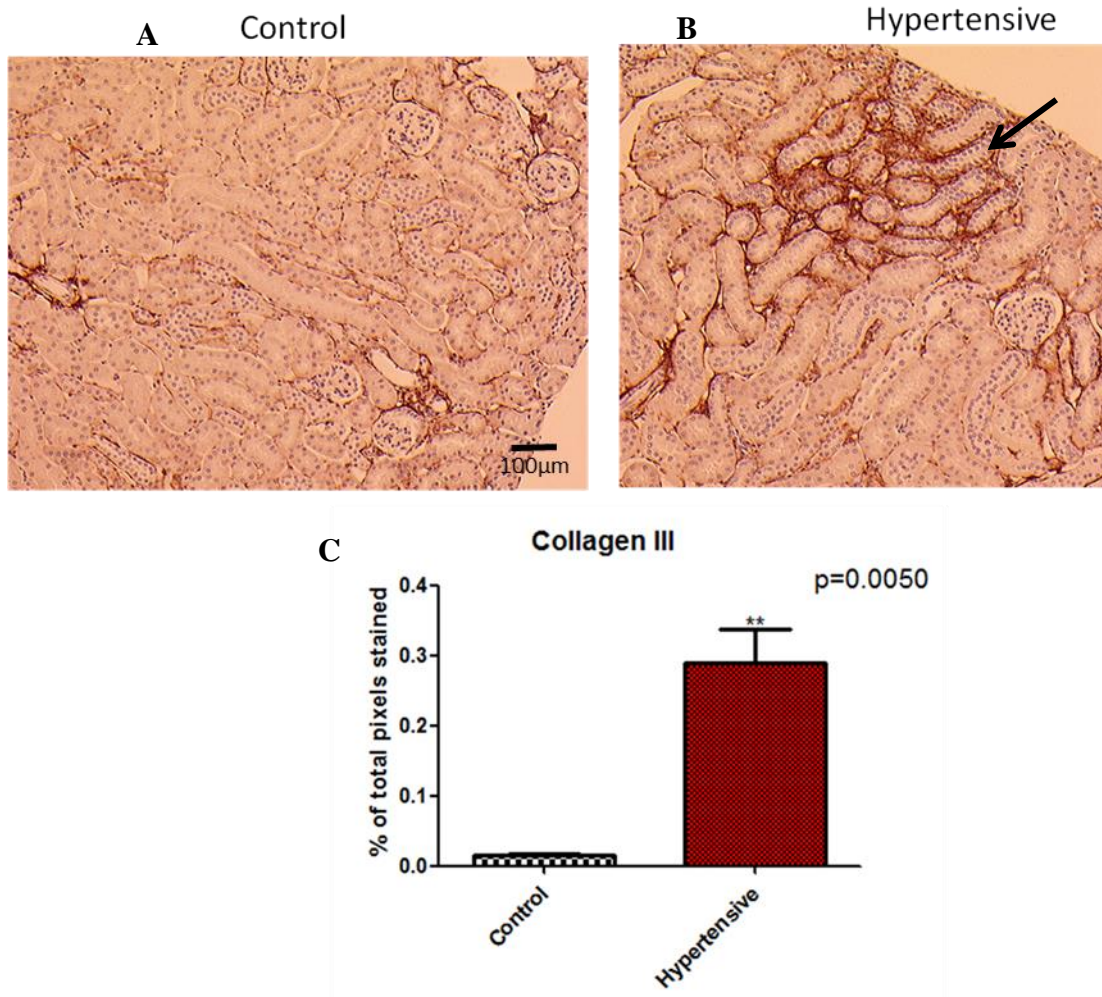 A
Control
B
Hypertensive
100µm
C
Collagen III
p=0.0050
% of total pixels stained
0.4
0.3
0.2
0.1
0.0
**
Control
Hypertensive